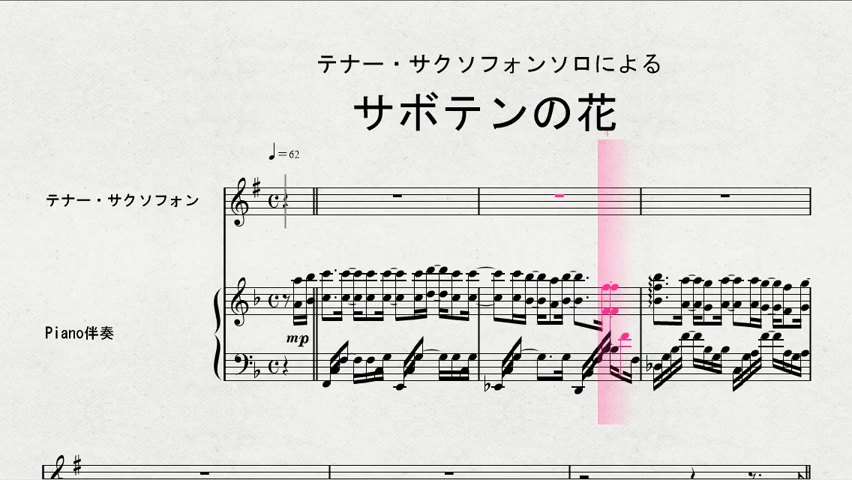 テナー・サクソフォンソロによる
サボテンの花
♩=62
テナー・サクソフォン
Piano伴奏
mp